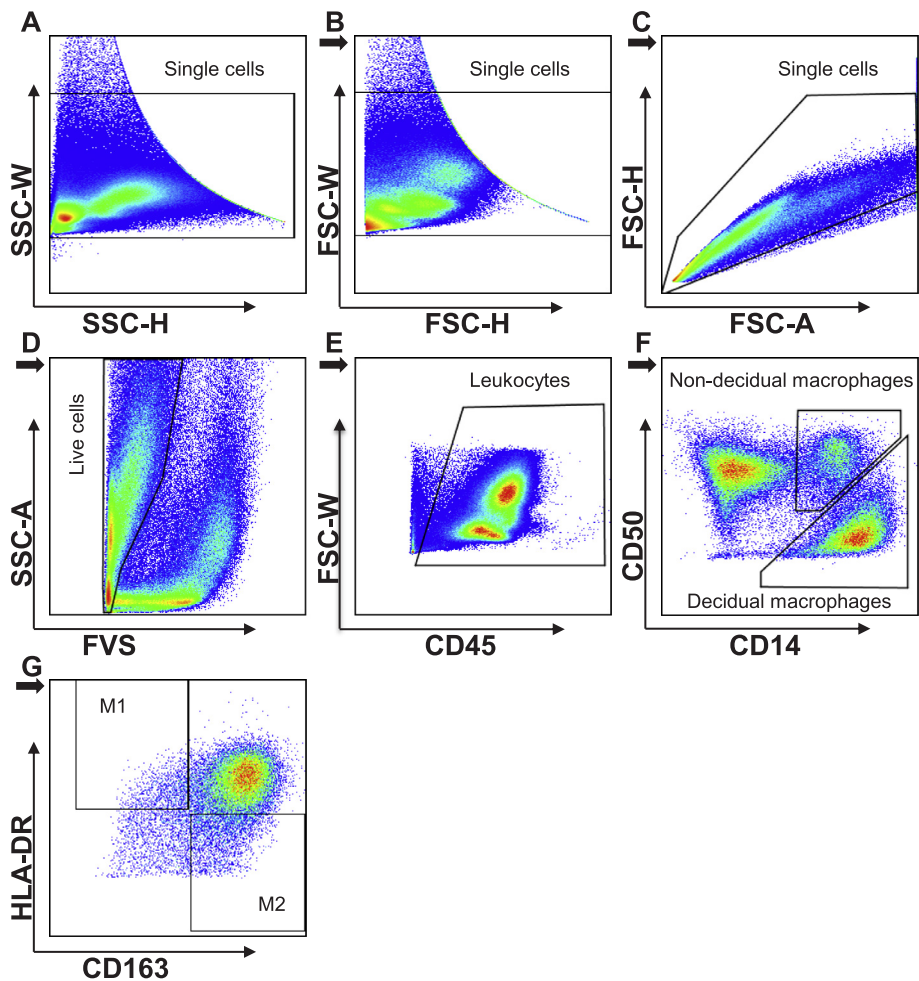 A
B
C
Single cells
Single cells
Single cells
SSC-W
FSC-W
FSC-H
SSC-H
FSC-H
FSC-A
D
E
F
Live cells
Leukocytes
Non-decidual macrophages
SSC-A
FSC-W
CD50
Decidual macrophages
FVS
CD45
CD14
G
M1
HLA-DR
M2
CD163